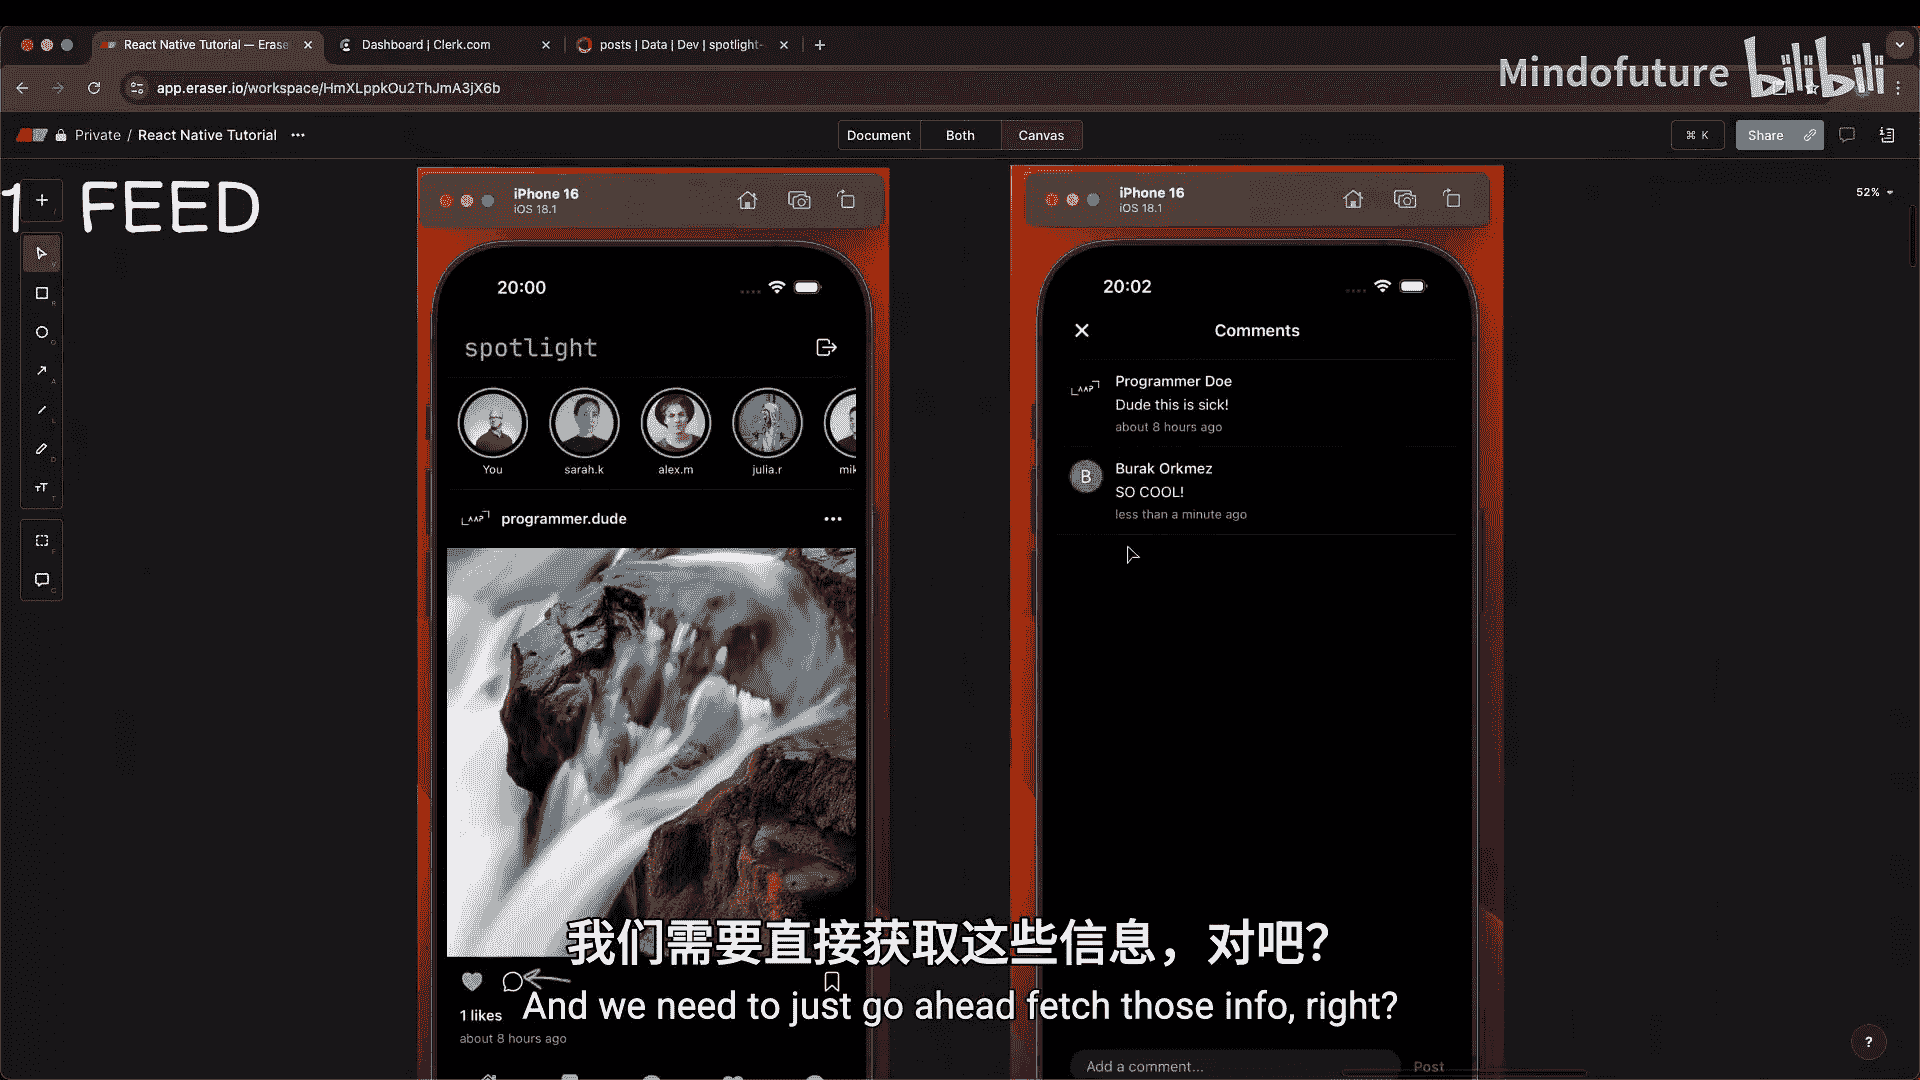 React Native Tutorial — Erase
Dashboard | Clerk.com
posts | Data | Dev | spotlight-
app.eraser.io/workspace/HmXLppkOu2ThJmA3jX6b
Mindofuture
bilibili
Private / React Native Tutorial
Document
Both
Canvas
⌘ K
Share
52%
1 FEED
iPhone 16
iOS 18.1
20:00
spotlight
You
sarah.k
alex.m
julia.r
mik
programmer.dude
1 likes
about 8 hours ago
iPhone 16
iOS 18.1
20:02
Comments
Programmer Doe
Dude this is sick!
about 8 hours ago
B
Burak Orkmez
SO COOL!
less than a minute ago
Add a comment...
Post
我们需要直接获取这些信息，对吧？
And we need to just go ahead fetch those info, right?
?